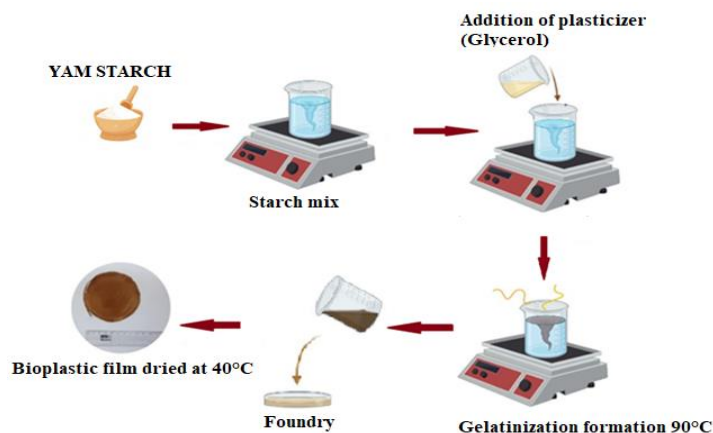 YAM STARCH
Starch mix
Addition of plasticizer
(Glycerol)
Gelatinization formation 90°C
Foundry
Bioplastic film dried at 40°C